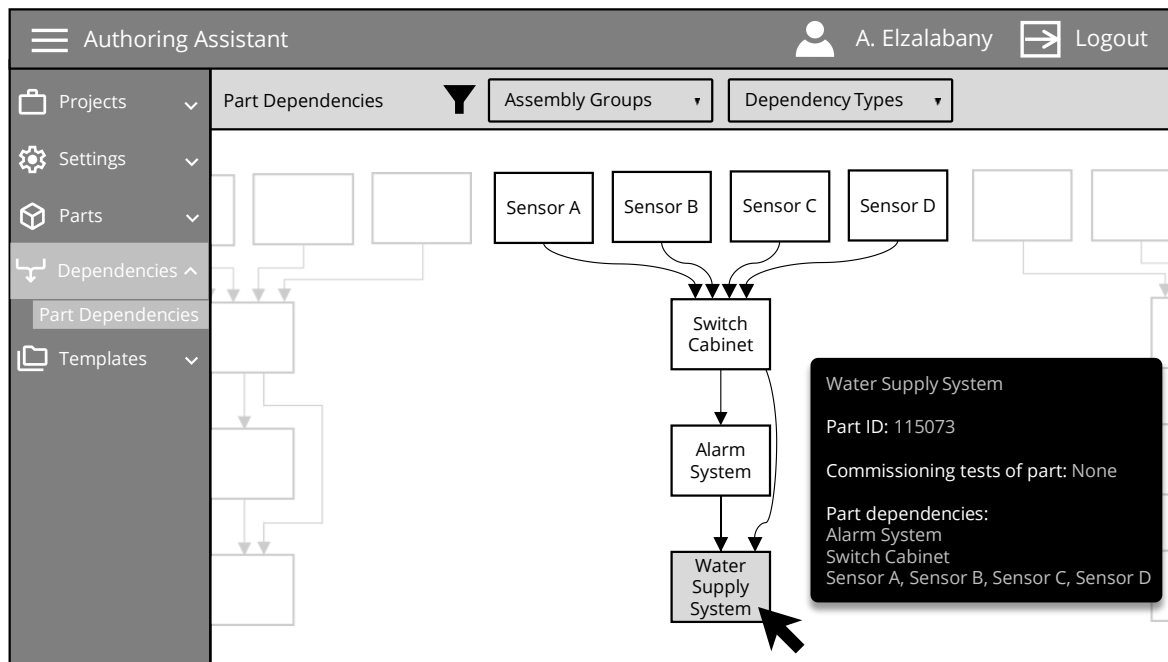 Authoring Assistant
A. Elzalabany
Logout
Projects
Settings
Parts
Dependencies
Part Dependencies
Templates
Part Dependencies
Assembly Groups
Dependency Types
Sensor A
Sensor B
Sensor C
Sensor D
Switch
Cabinet
Alarm
System
Water
Supply
System
Water Supply System
Part ID: 115073
Commissioning tests of part: None
Part dependencies:
Alarm System
Switch Cabinet
Sensor A, Sensor B, Sensor C, Sensor D